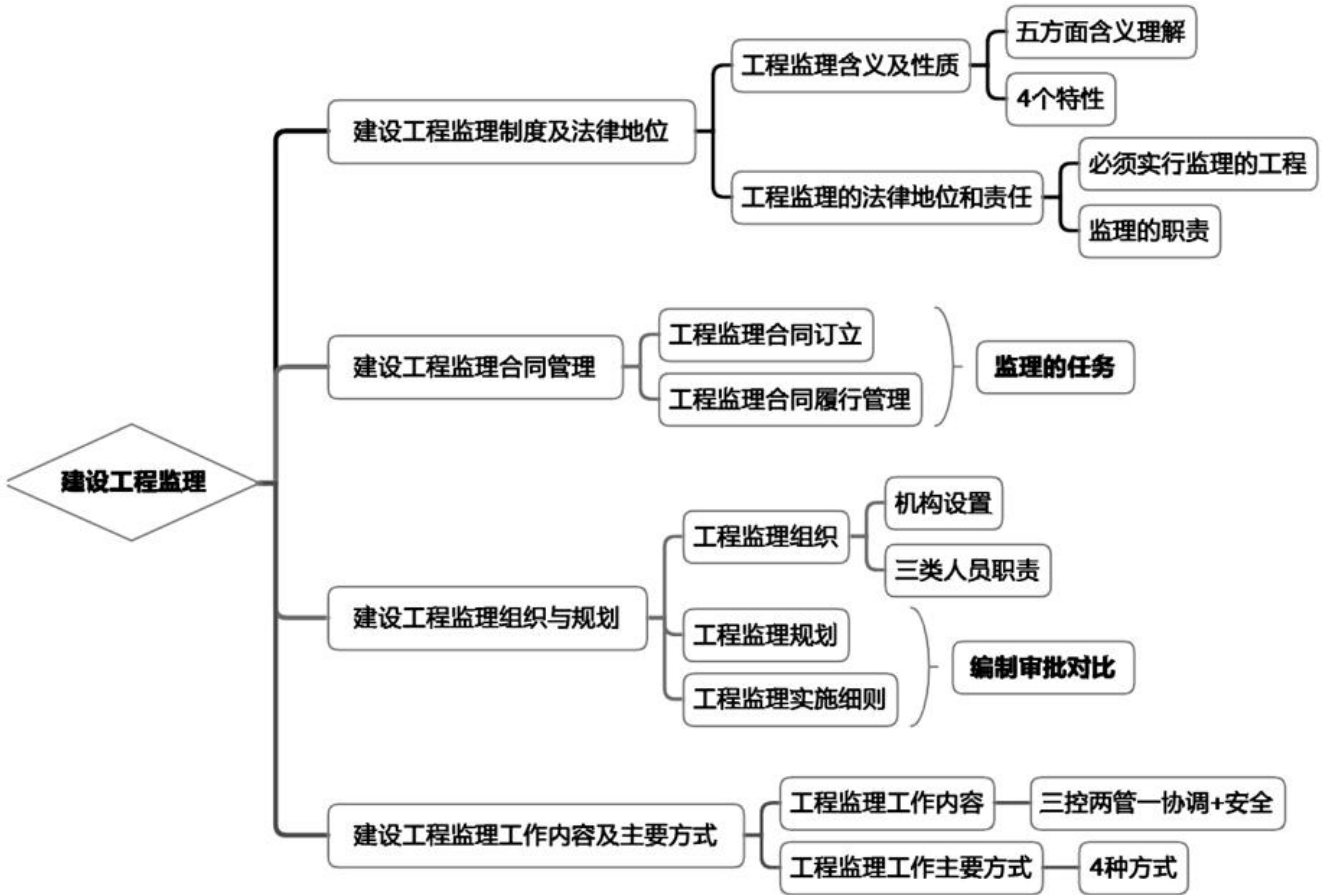 建设工程监理
建设工程监理制度及法律地位
工程监理含义及性质
五方面含义理解
4个特性
工程监理的法律地位和责任
必须实行监理的工程
监理的职责
建设工程监理合同管理
工程监理合同订立
工程监理合同履行管理
监理的任务
建设工程监理组织与规划
工程监理组织
机构设置
三类人员职责
工程监理规划
工程监理实施细则
编制审批对比
建设工程监理工作内容及主要方式
工程监理工作内容
三控两管一协调+安全
工程监理工作主要方式
4种方式